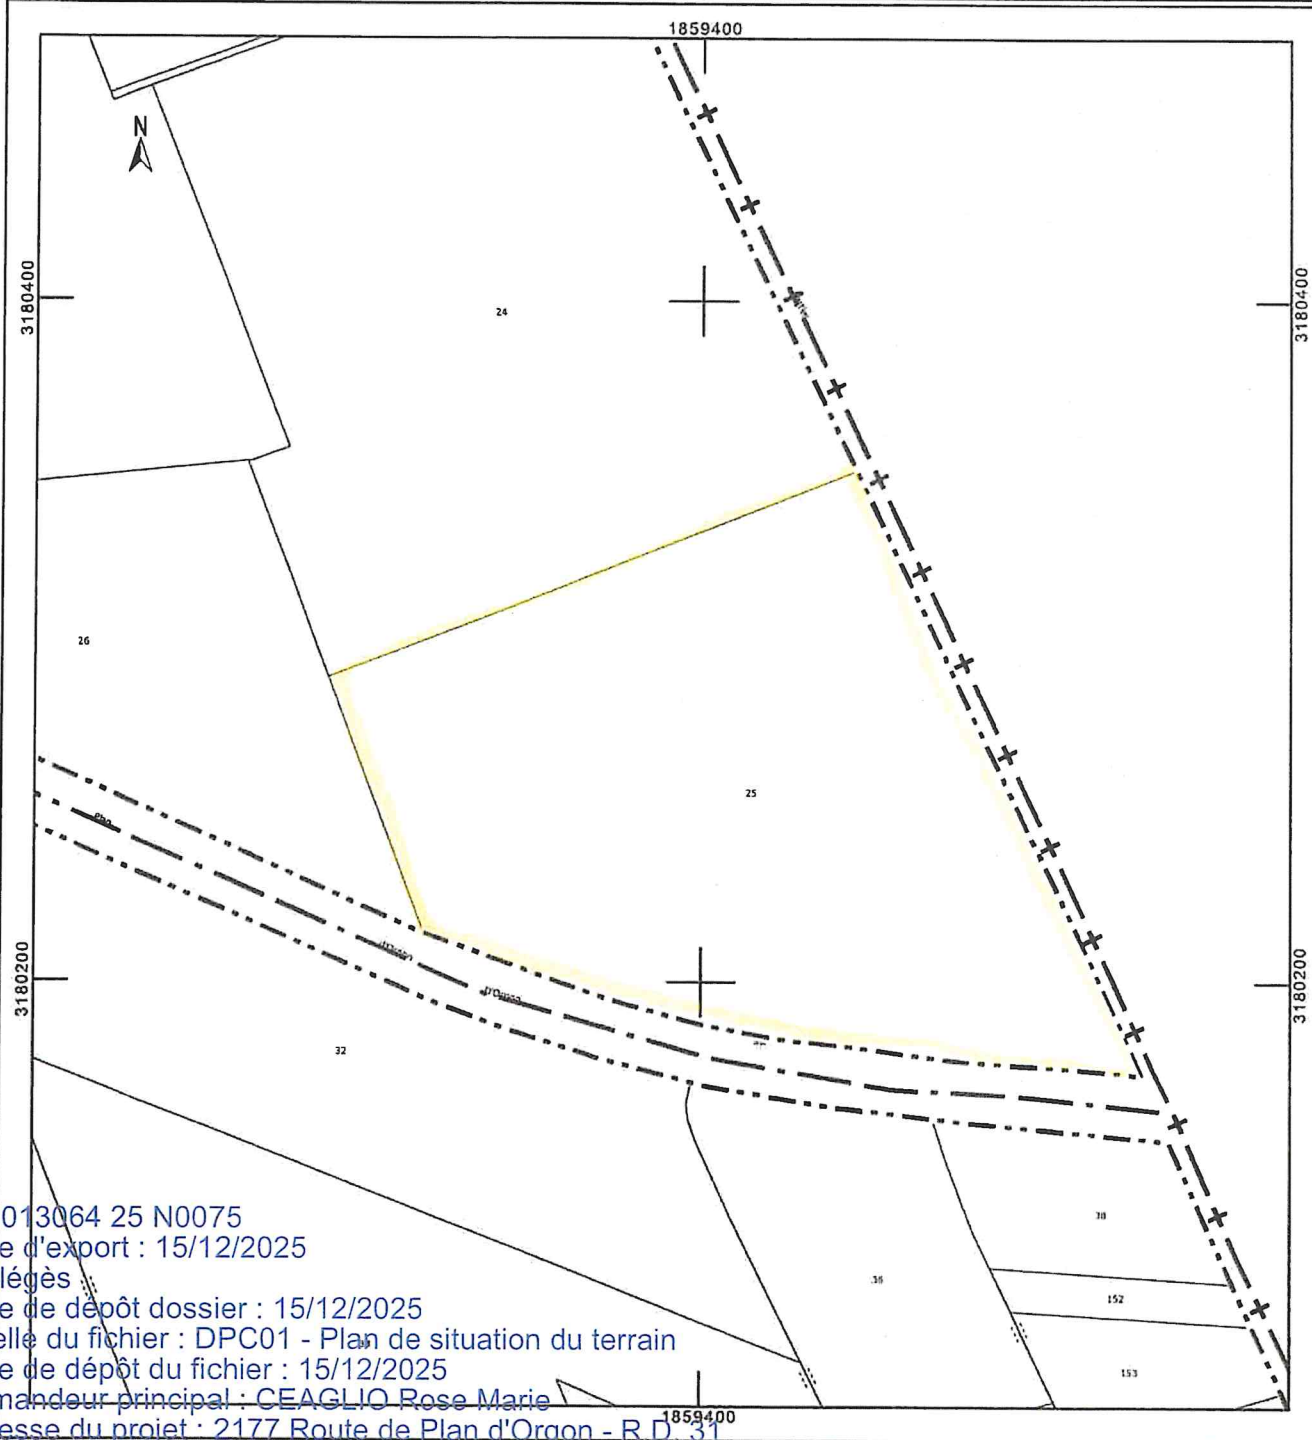 1859400
N
3180400
3180400
24
26
25
3180200
3180200
32
38
36
152
153
013064 25 N0075
e d'export : 15/12/2025
légès
e de dépôt dossier : 15/12/2025
elle du fichier : DPC01 - Plan de situation du terrain
e de dépôt du fichier : 15/12/2025
mandeur principal : CEAGLIO Rose Marie
1859400
esse du projet : 2177 Route de Plan d'Orgon - R.D. 31